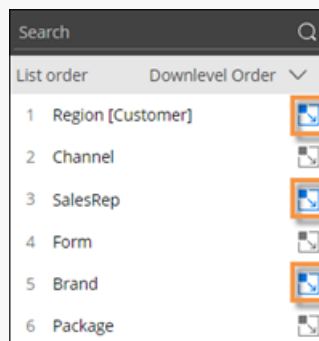 Search
List order Downlevel Order
1 Region [Customer]
2 Channel
3 SalesRep
4 Form
5 Brand
6 Package